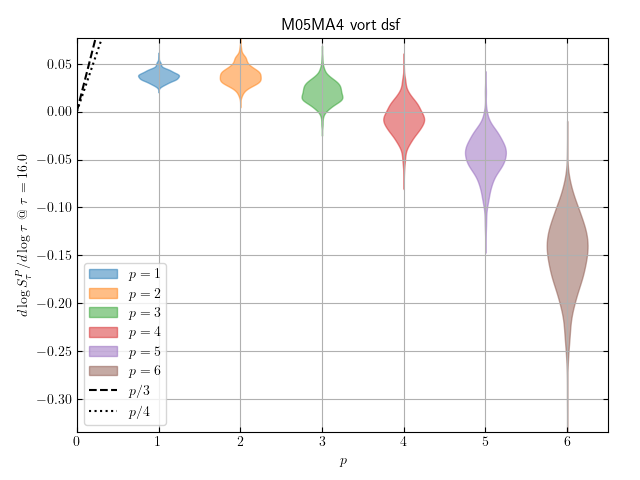 M05MA4 vort dsf
d log S_τ^P / d log τ @ τ = 16.0
0.05
0.00
−0.05
−0.10
−0.15
−0.20
−0.25
−0.30
p = 1
p = 2
p = 3
p = 4
p = 5
p = 6
p/3
p/4
0 1 2 3 4 5 6
p